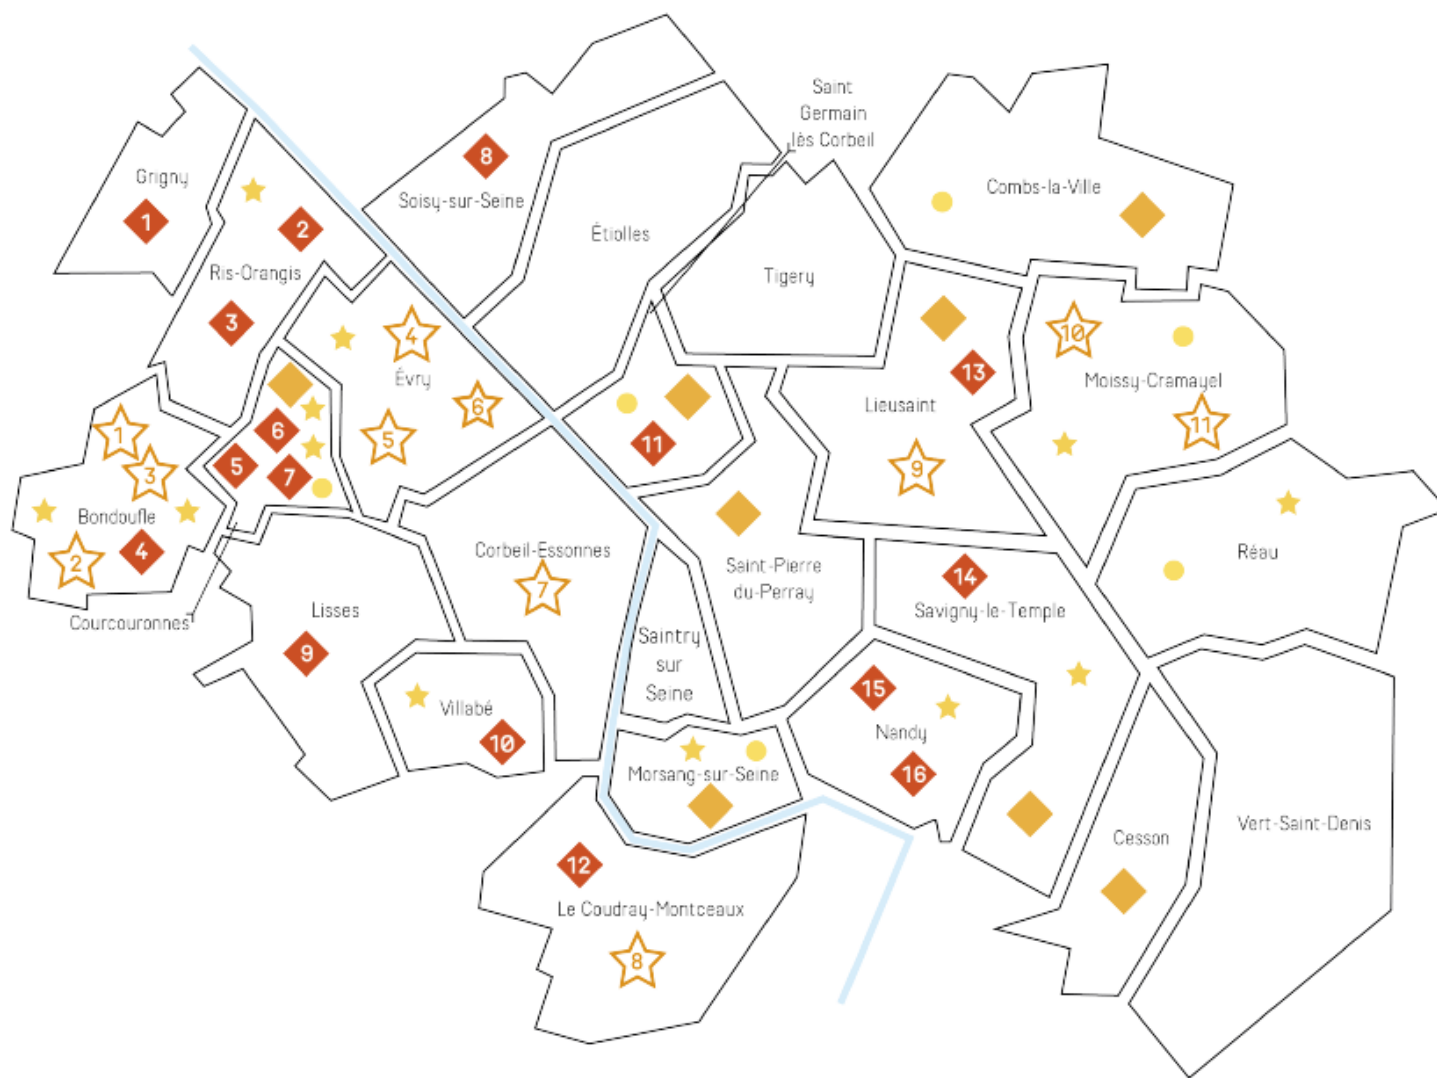 Saint
Germain
lès Corbeil
Grigny
1
8
Soisy-sur-Seine
Combs-la-Ville
2
Étiolles
Ris-Orangis
Tigery
3
4
10
Évry
13
Moissy-Cramayel
6
Lieusaint
1
6
5
11
11
5
3
7
9
Bondoufle
2
4
Corbeil-Essonnes
7
Saint-Pierre
du-Perray
14
Savigny-le-Temple
Réau
Courcouronnes
Lisses
9
Saintry
sur
Seine
15
Villabé
10
Nandy
16
Morsang-sur-Seine
12
Le Coudray-Montceaux
8
Cesson
Vert-Saint-Denis